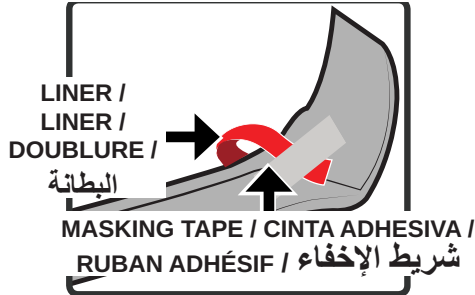 LINER /
LINER /
DOUBLURE /
البطانة
MASKING TAPE / CINTA ADHESIVA /
RUBAN ADHÉSIF / شريط الإخفاء